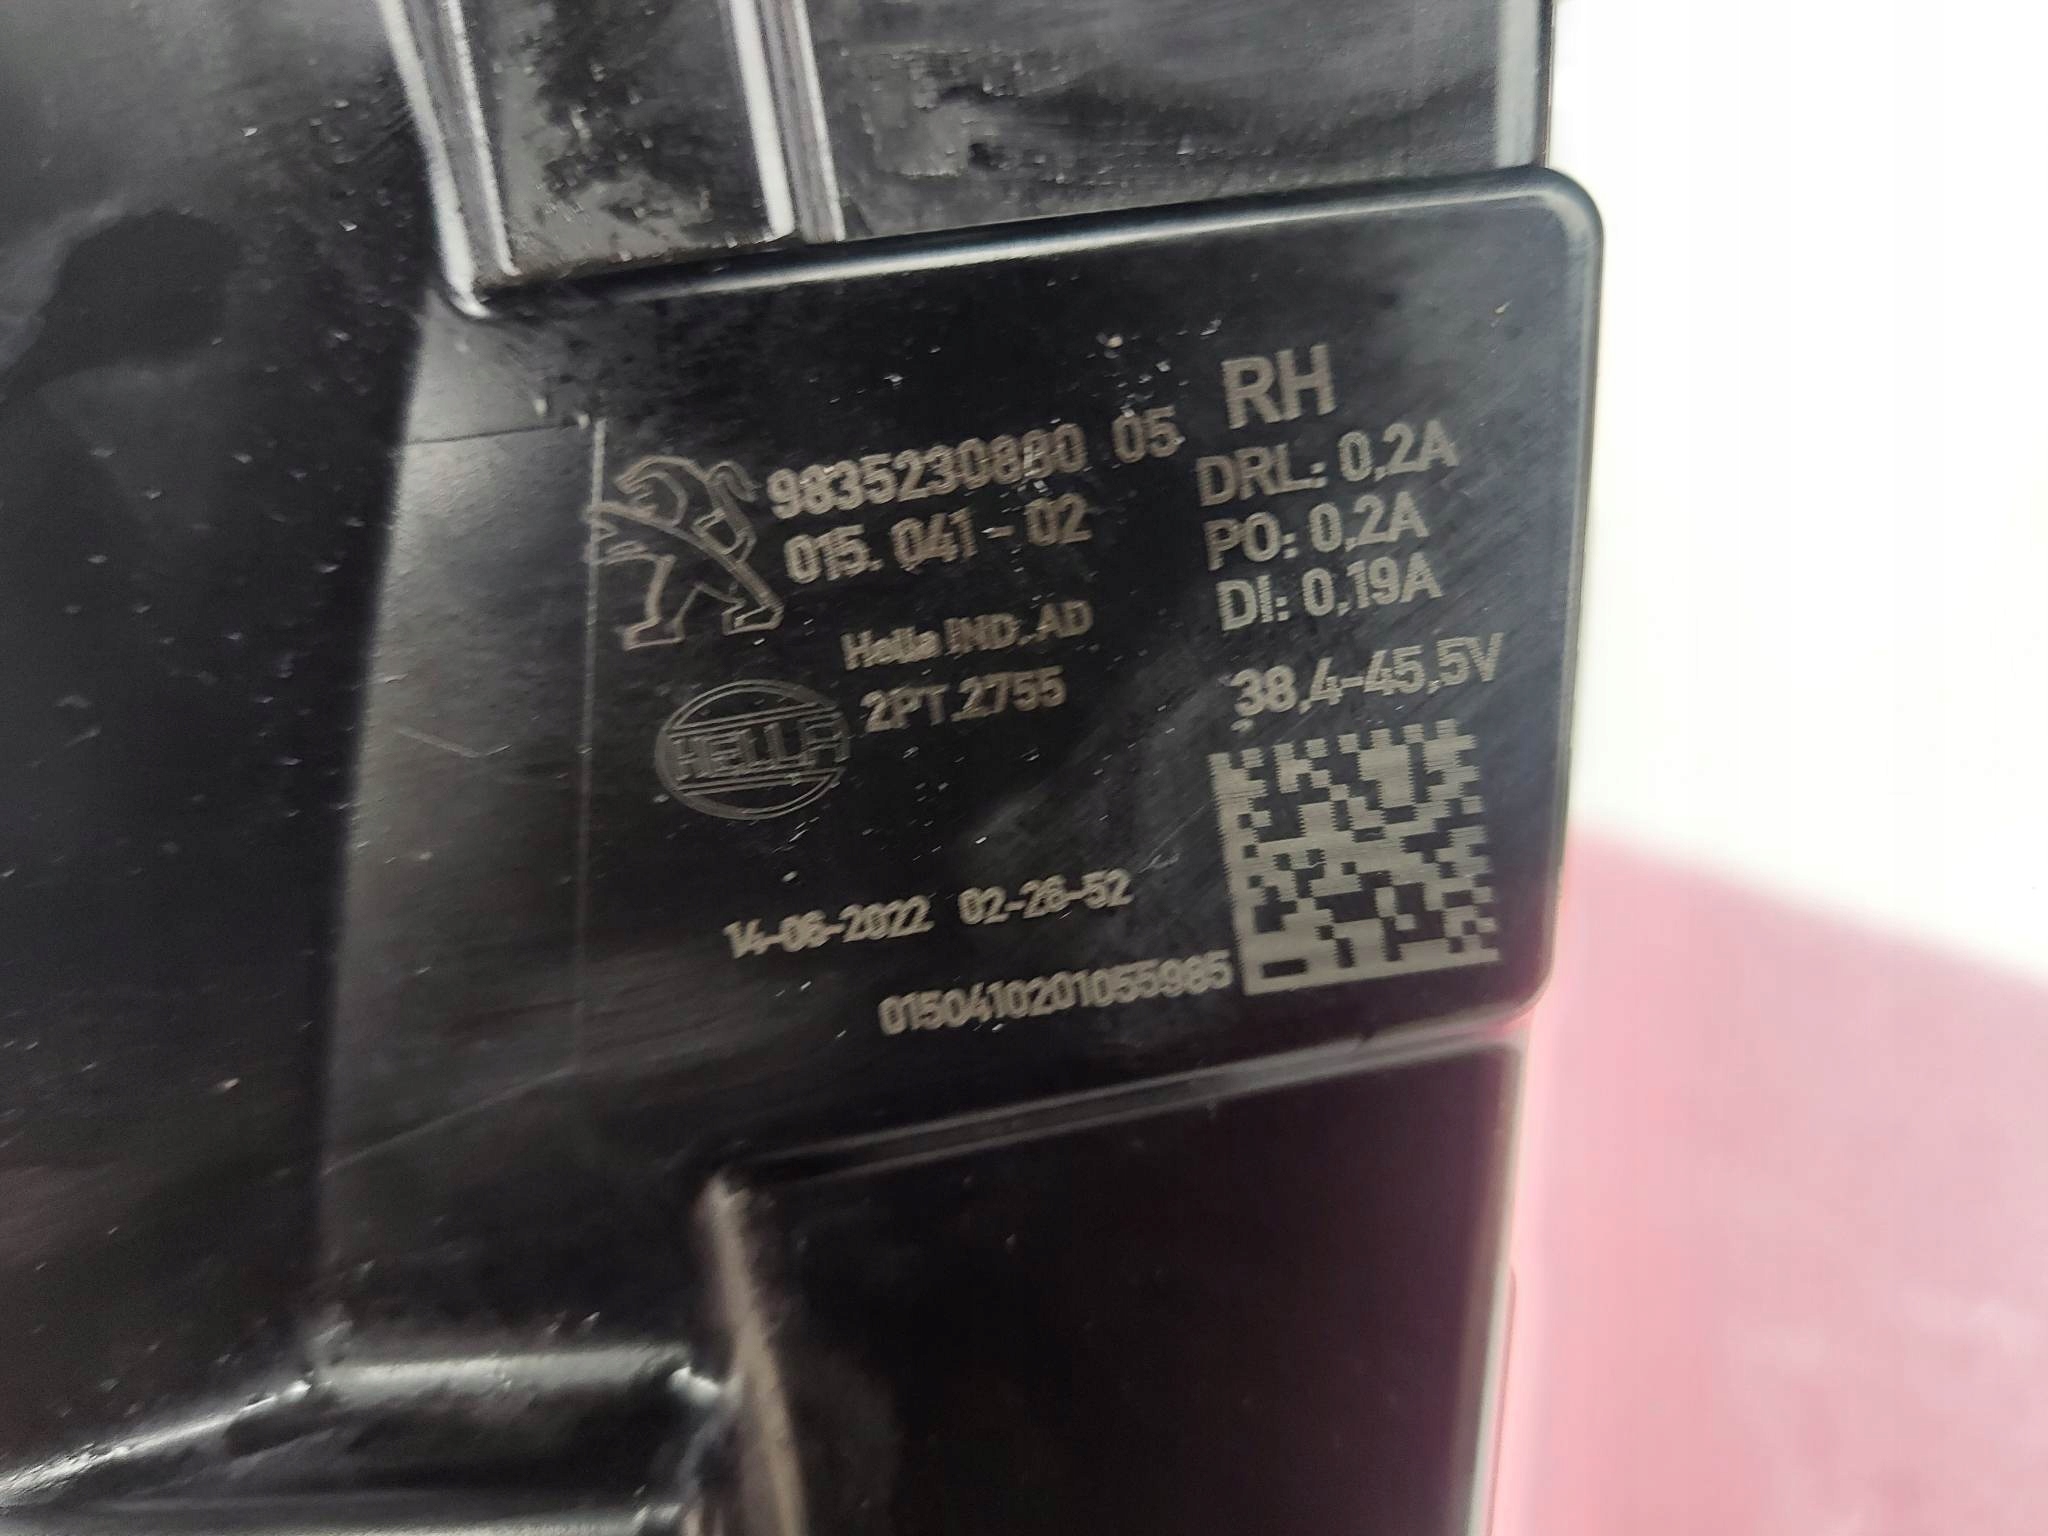 RH
9835230880 05
015. 041 - 02
DRL: 0,2A
PO: 0,2A
DI: 0,19A
Hella IND. AD
2PT.2755
38,4-45,5V
HELLA
14-06-2022 02-26-52
0150410201055985